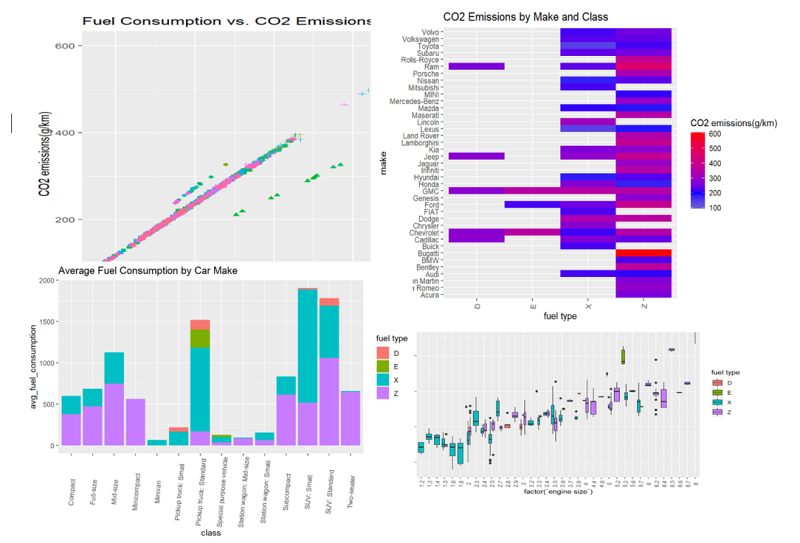 Fuel Consumption vs. CO2 Emissions
600
400
200
CO2 emissions(g/km)
CO2 Emissions by Make and Class
make
Volvo
Volkswagen
Toyota
Subaru
Rolls-Royce
Ram
Porsche
Nissan
Mitsubishi
MINI
Mercedes-Benz
Mazda
Maserati
Lincoln
Lexus
Land Rover
Lamborghini
Kia
Jeep
Jaguar
Infiniti
Hyundai
Honda
GMC
Genesis
Ford
FIAT
Dodge
Chrysler
Chevrolet
Cadillac
Buick
Bugatti
BMW
Bentley
Audi
n Martin
Romeo
Acura
D E X Z
fuel type
CO2 emissions(g/km)
600
500
400
300
200
100
Average Fuel Consumption by Car Make
avg_fuel_consumption
2000
1500
1000
500
0
Compact
Full-size
Mid-size
Minicompact
Minivan
Pickup truck: Small
Pickup truck: Standard
Special purpose vehicle
Station wagon: Mid-size
Station wagon: Small
Subcompact
SUV: Small
SUV: Standard
Two-seater
class
fuel type
D
E
X
Z
factor(`engine size`)
fuel type
D
E
X
Z